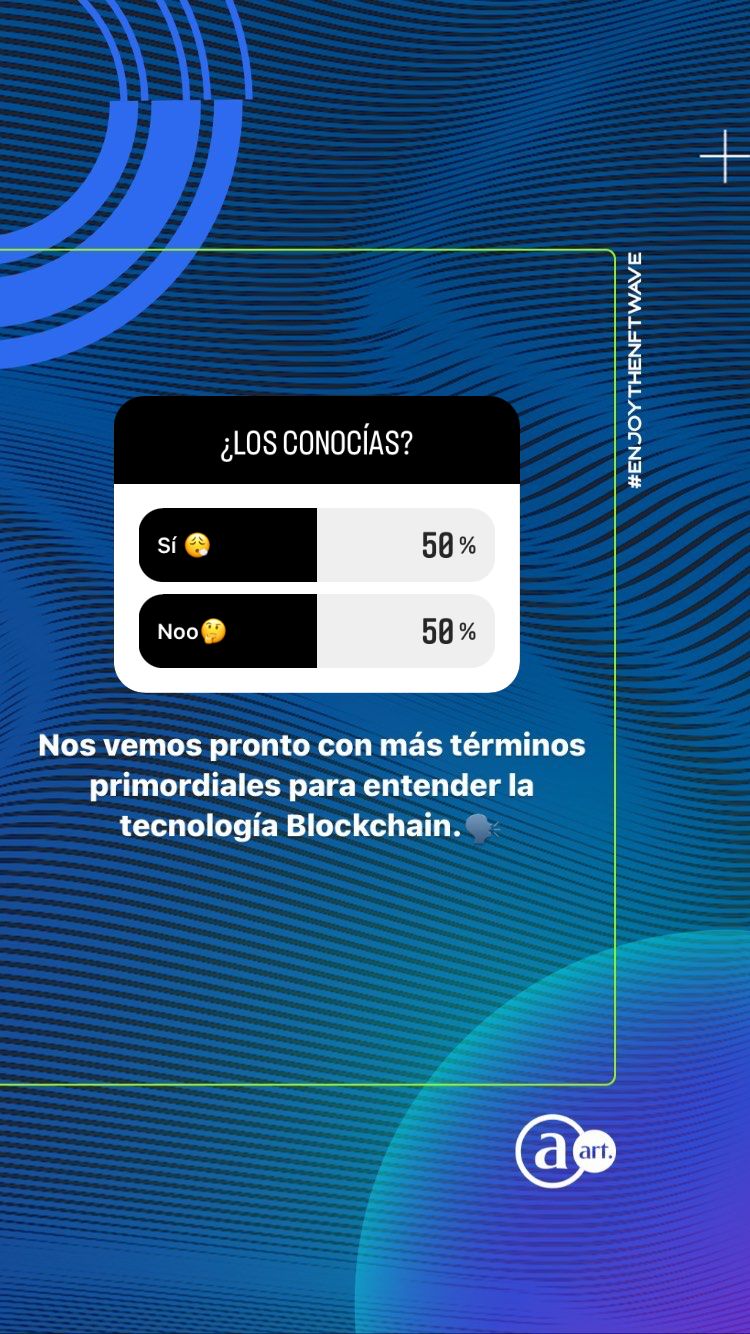 #ENJOYTHENFTWAVE
¿LOS CONOCÍAS?
Sí 😮‍💨 50%
Noo🤔 50%
Nos vemos pronto con más términos
primordiales para entender la
tecnología Blockchain.🗣️
a art.